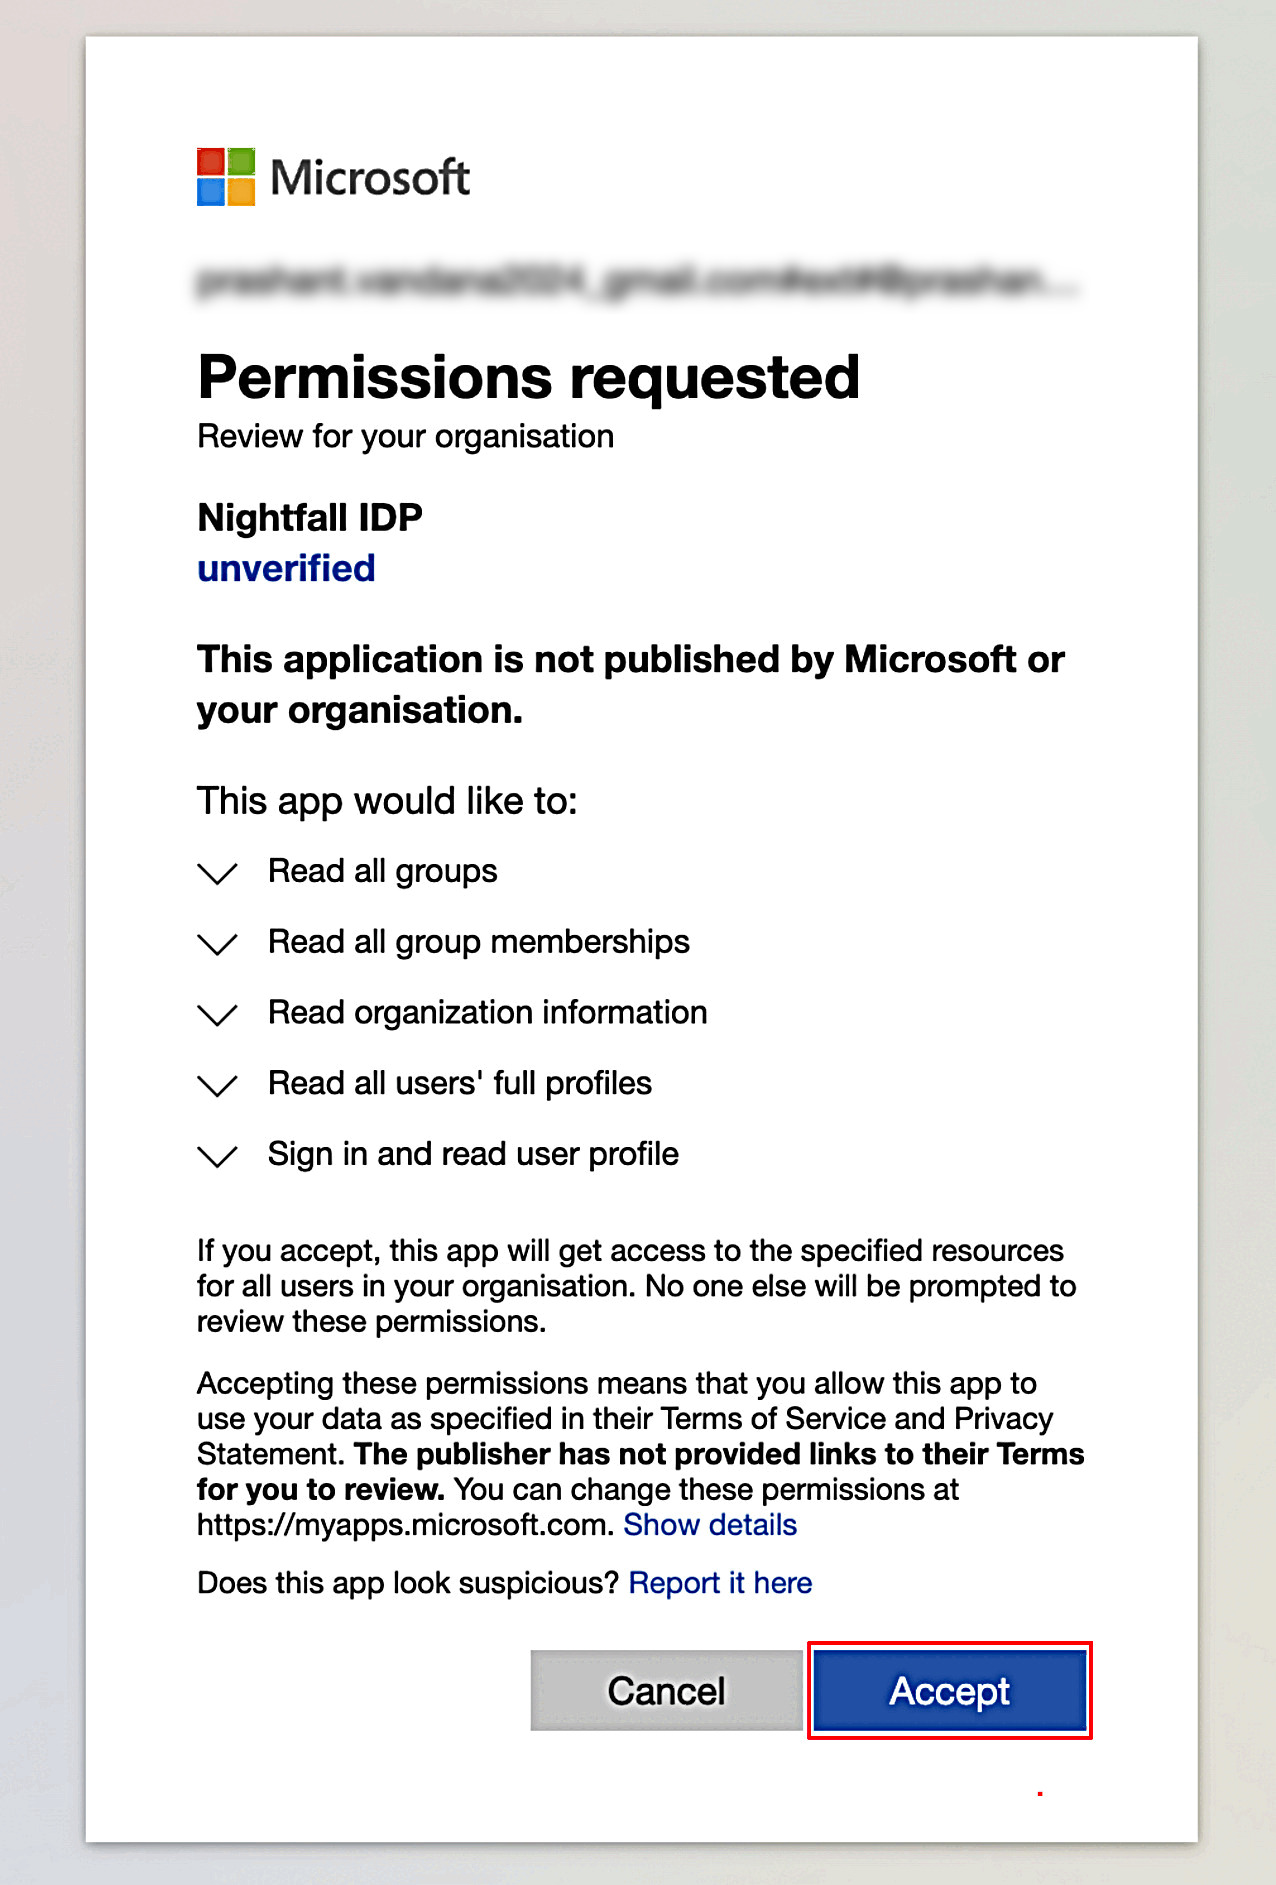 Microsoft
Permissions requested
Review for your organisation
Nightfall IDP
unverified
This application is not published by Microsoft or
your organisation.
This app would like to:
Read all groups
Read all group memberships
Read organization information
Read all users' full profiles
Sign in and read user profile
If you accept, this app will get access to the specified resources
for all users in your organisation. No one else will be prompted to
review these permissions.
Accepting these permissions means that you allow this app to
use your data as specified in their Terms of Service and Privacy
Statement. The publisher has not provided links to their Terms
for you to review. You can change these permissions at
https://myapps.microsoft.com. Show details
Does this app look suspicious? Report it here
Cancel
Accept